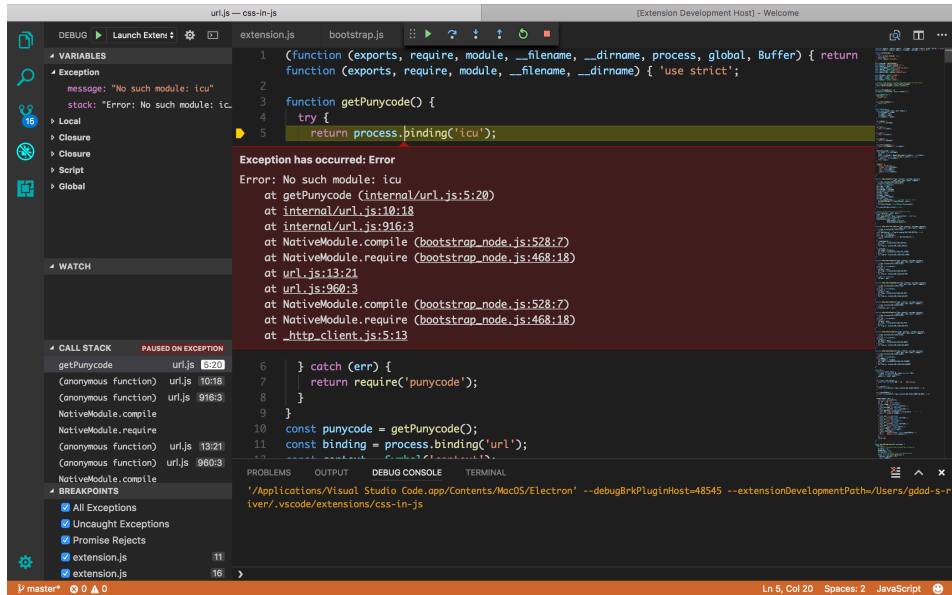 url.js — css-in-js
[Extension Development Host] - Welcome
DEBUG
Launch Extens
extension.js
bootstrap.js
VARIABLES
Exception
message: "No such module: icu"
stack: "Error: No such module: ic…
Local
Closure
Closure
Script
Global
15
1 (function (exports, require, module, __filename, __dirname, process, global, Buffer) { return
function (exports, require, module, __filename, __dirname) { 'use strict';
2
3 function getPunycode() {
4 try {
5 return process.binding('icu');
Exception has occurred: Error
Error: No such module: icu
at getPunycode (internal/url.js:5:20)
at internal/url.js:10:18
at internal/url.js:916:3
at NativeModule.compile (bootstrap_node.js:528:7)
at NativeModule.require (bootstrap_node.js:468:18)
at url.js:13:21
at url.js:960:3
at NativeModule.compile (bootstrap_node.js:528:7)
at NativeModule.require (bootstrap_node.js:468:18)
at _http_client.js:5:13
6 } catch (err) {
7 return require('punycode');
8 }
9 }
10 const punycode = getPunycode();
11 const binding = process.binding('url');
WATCH
CALL STACK PAUSED ON EXCEPTION
getPunycode url.js 5:20
(anonymous function) url.js 10:18
(anonymous function) url.js 916:3
NativeModule.compile
NativeModule.require
(anonymous function) url.js 13:21
(anonymous function) url.js 960:3
NativeModule.compile
BREAKPOINTS
All Exceptions
Uncaught Exceptions
Promise Rejects
extension.js 11
extension.js 16
PROBLEMS OUTPUT DEBUG CONSOLE TERMINAL
'/Applications/Visual Studio Code.app/Contents/MacOS/Electron' --debugBrkPluginHost=48545 --extensionDevelopmentPath=/Users/gdad-s-r
iver/.vscode/extensions/css-in-js
master* 0 0
Ln 5, Col 20 Spaces: 2 JavaScript